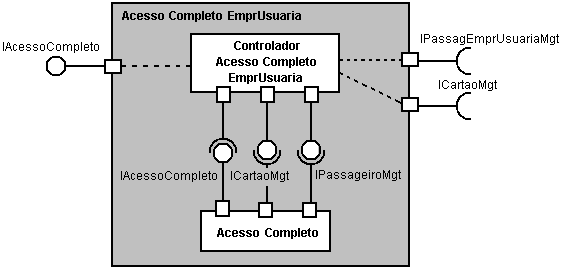 Acesso Completo EmprUsuaria
IAcessoCompleto
Controlador
Acesso Completo
EmprUsuaria
IPassagEmprUsuariaMgt
ICartaoMgt
IAcessoCompleto
ICartaoMgt
IPassageiroMgt
Acesso Completo